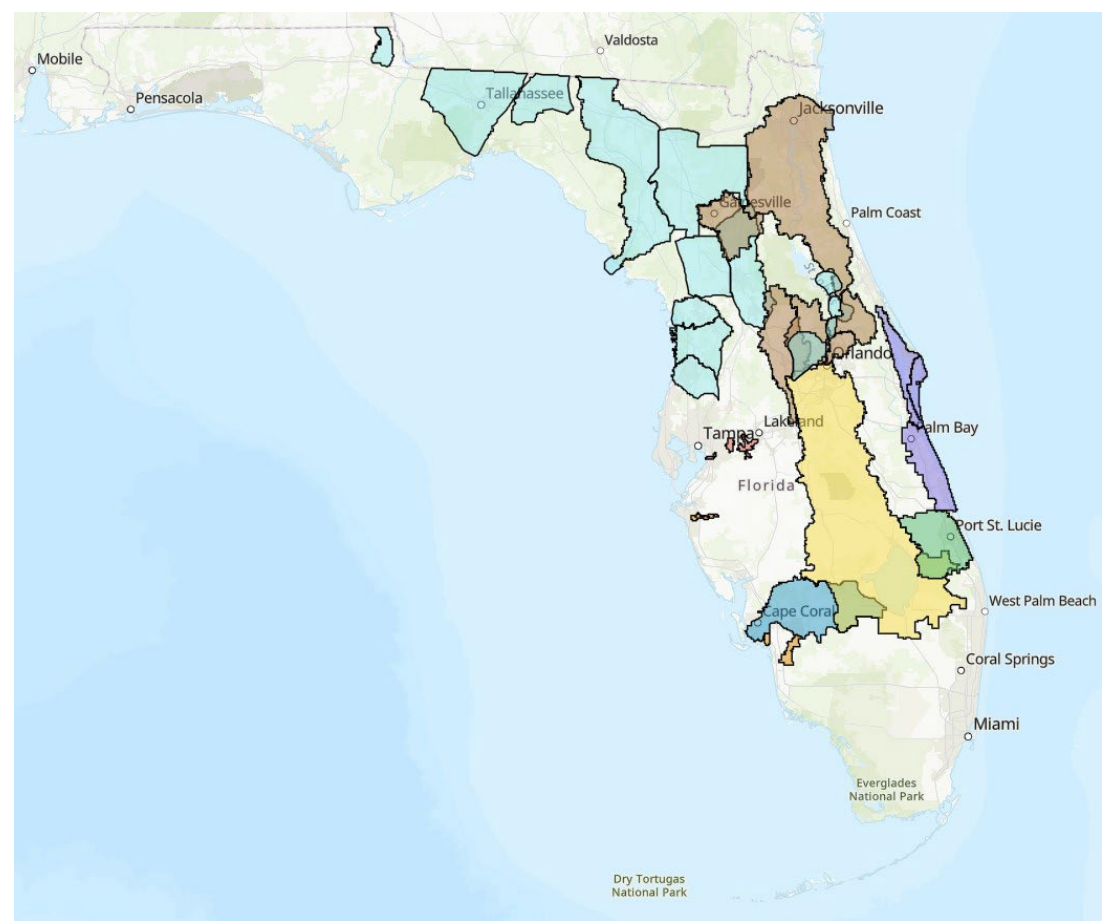 Valdosta
Mobile
Pensacola
Tallahassee
Jacksonville
Gainesville
Palm Coast
St
Orlando
Lakeland
Tampa
Palm Bay
Florida
Port St. Lucie
Cape Coral
West Palm Beach
Coral Springs
Miami
Everglades
National Park
Dry Tortugas
National Park